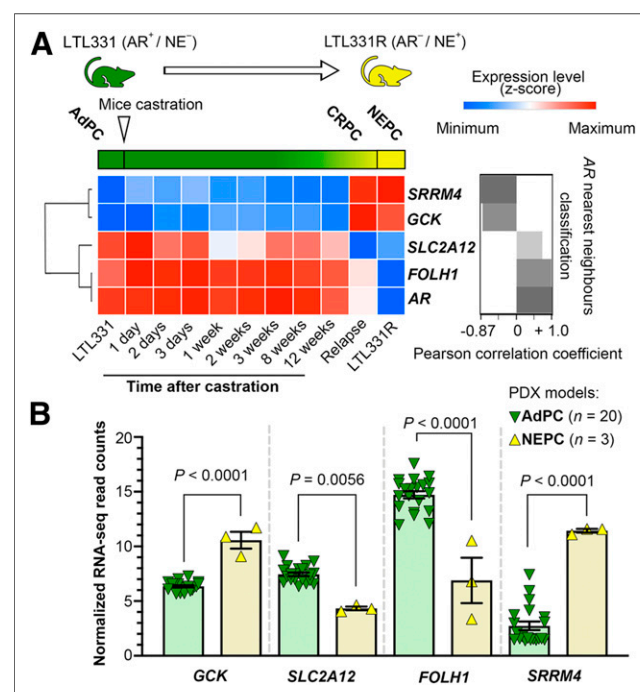 A
LTL331 (AR⁺ / NE⁻)
LTL331R (AR⁻ / NE⁺)
Mice castration
AdPC
CRPC
NEPC
Expression level
(z-score)
Minimum
Maximum
SRRM4
GCK
SLC2A12
FOLH1
AR
LTL331
1 day
2 days
3 days
1 week
2 weeks
3 weeks
8 weeks
12 weeks
Relapse
LTL331R
Time after castration
AR nearest neighbours
classification
-0.87
0
+ 1.0
Pearson correlation coefficient
B
PDX models:
AdPC (n = 20)
NEPC (n = 3)
Normalized RNA-seq read counts
20
15
10
5
0
P < 0.0001
P = 0.0056
P < 0.0001
P < 0.0001
GCK
SLC2A12
FOLH1
SRRM4